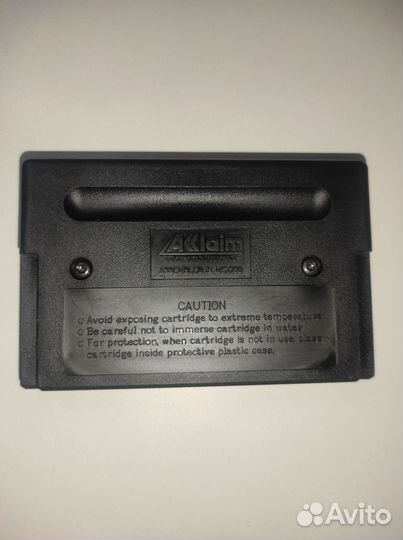 AKlaim
ASSEMBLED IN MEXICO
CAUTION
o Avoid exposing cartridge to extreme temperature.
o Be careful not to immerse cartridge in water
o For protection, when cartridge is not in use, place
cartridge inside protective plastic case.
Avito